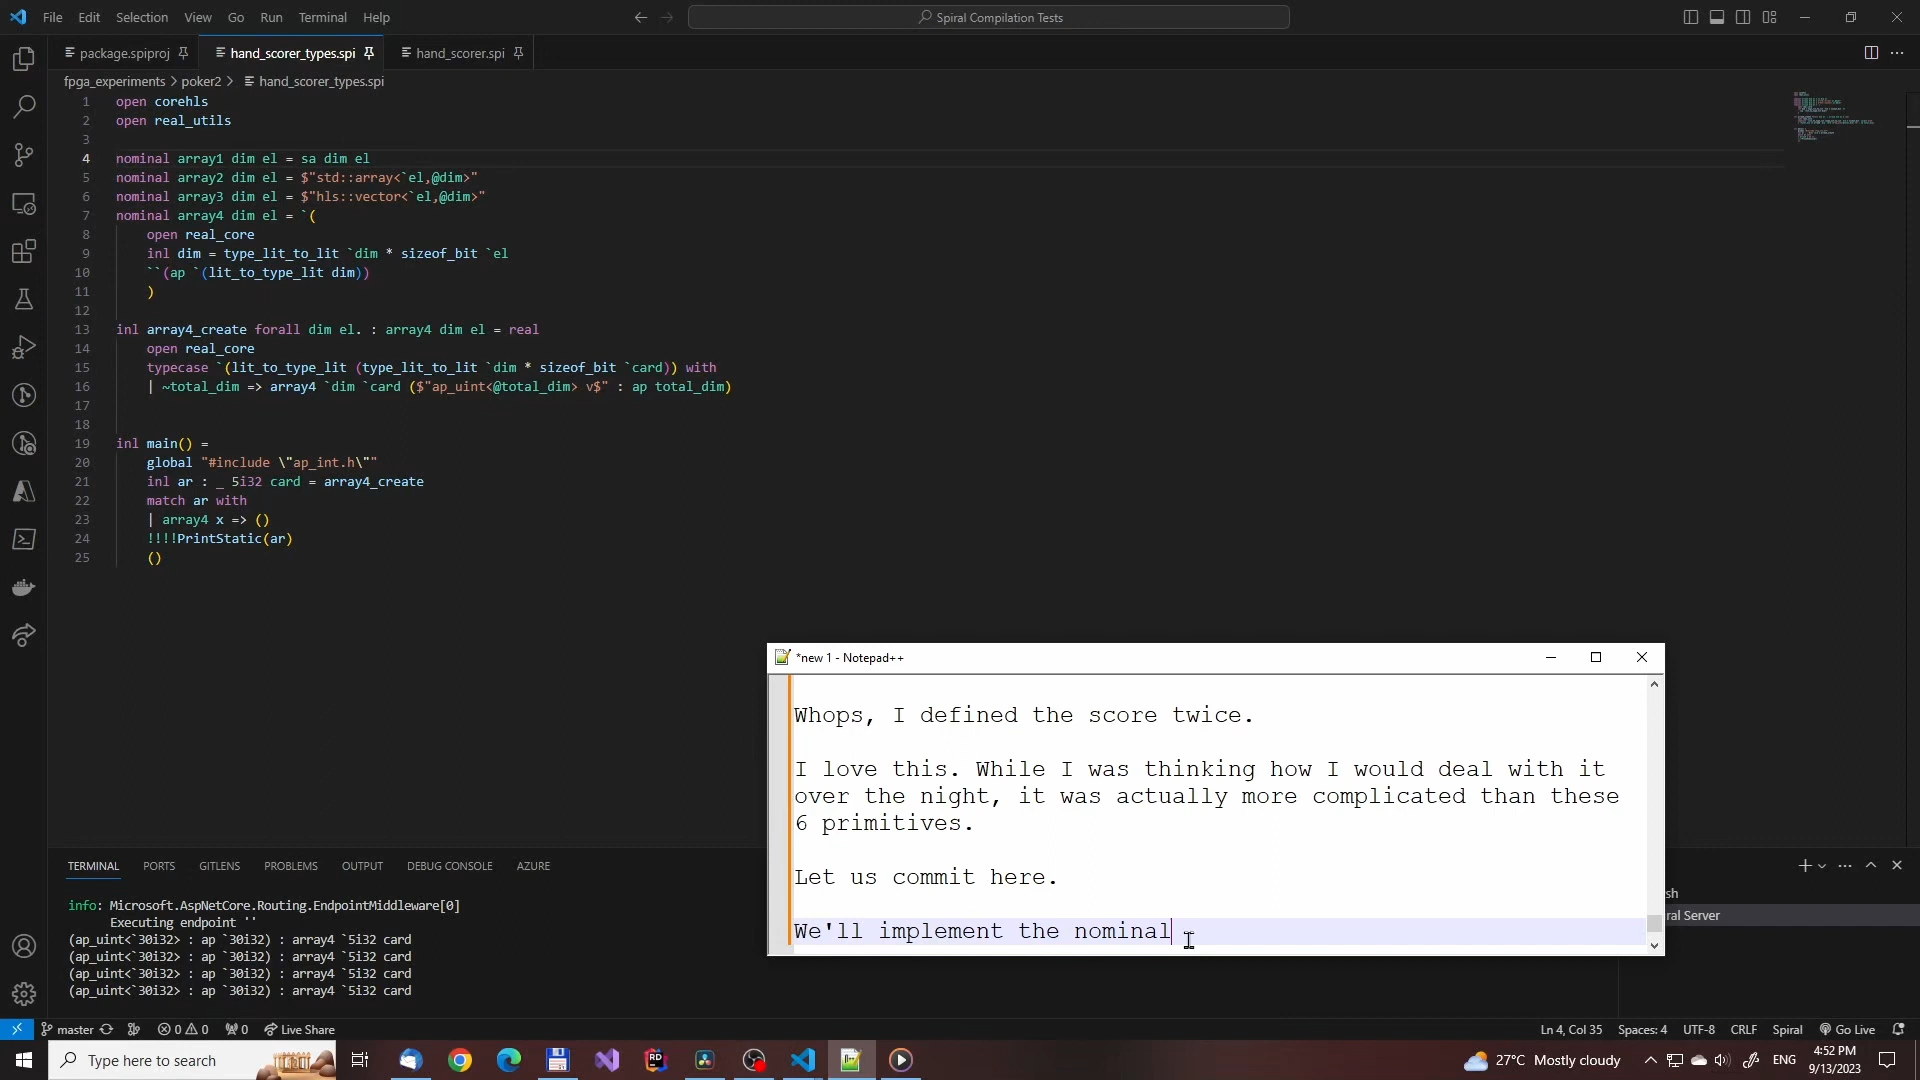 File Edit Selection View Go Run Terminal Help
Spiral Compilation Tests
package.spiproj hand_scorer_types.spi hand_scorer.spi
fpga_experiments > poker2 > hand_scorer_types.spi
1 open corehls
2 open real_utils
3
4 nominal array1 dim el = sa dim el
5 nominal array2 dim el = $"std::array<`el,@dim>"
6 nominal array3 dim el = $"hls::vector<`el,@dim>"
7 nominal array4 dim el = `(
8 open real_core
9 inl dim = type_lit_to_lit `dim * sizeof_bit `el
10 ``(ap `(lit_to_type_lit dim))
11 )
12
13 inl array4_create forall dim el. : array4 dim el = real
14 open real_core
15 typecase `(lit_to_type_lit (type_lit_to_lit `dim * sizeof_bit `card)) with
16 | ~total_dim => array4 `dim `card ($"ap_uint<@total_dim> v$" : ap total_dim)
17
18
19 inl main() =
20 global "#include \"ap_int.h\""
21 inl ar : _ 5i32 card = array4_create
22 match ar with
23 | array4 x => ()
24 !!!!PrintStatic(ar)
25 ()
*new 1 - Notepad++
Whops, I defined the score twice.
I love this. While I was thinking how I would deal with it
over the night, it was actually more complicated than these
6 primitives.
Let us commit here.
We'll implement the nominal
TERMINAL PORTS GITLENS PROBLEMS OUTPUT DEBUG CONSOLE AZURE
info: Microsoft.AspNetCore.Routing.EndpointMiddleware[0]
Executing endpoint ''
(ap_uint<`30i32> : ap `30i32) : array4 `5i32 card
(ap_uint<`30i32> : ap `30i32) : array4 `5i32 card
(ap_uint<`30i32> : ap `30i32) : array4 `5i32 card
(ap_uint<`30i32> : ap `30i32) : array4 `5i32 card
sh
ral Server
master 0 0 0 Live Share
Ln 4, Col 35 Spaces: 4 UTF-8 CRLF Spiral Go Live
Type here to search
27°C Mostly cloudy ENG
4:52 PM
9/13/2023